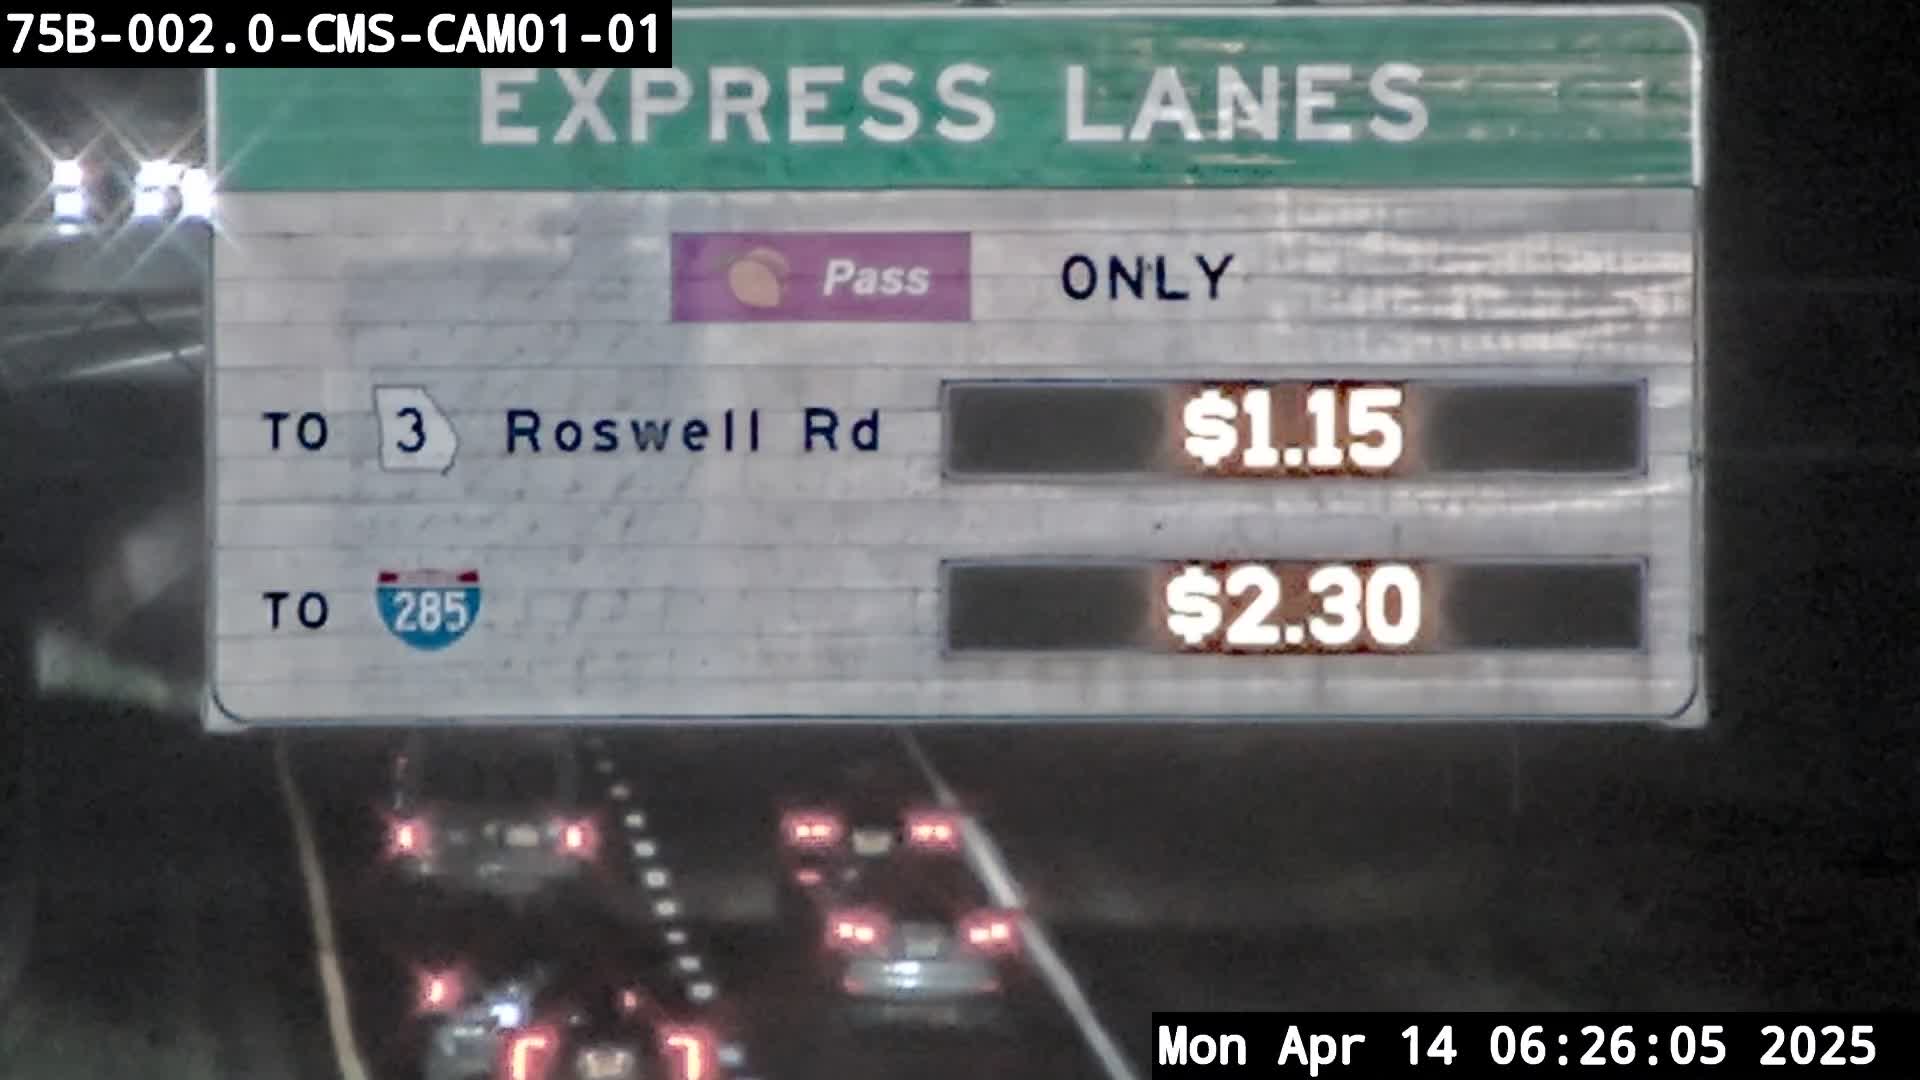 75B-002.0-CMS-CAM01-01
EXPRESS LANES
Pass ONLY
TO 3 Roswell Rd $1.15
TO 285 $2.30
Mon Apr 14 06:26:05 2025